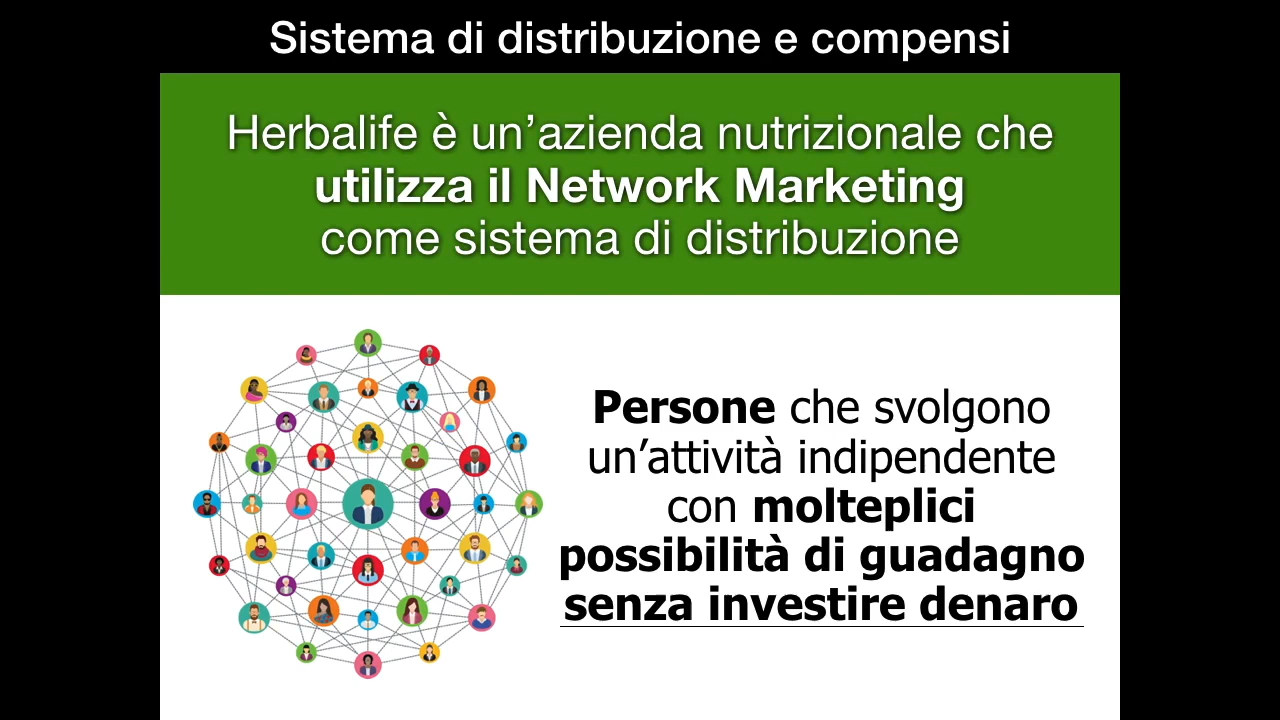 Sistema di distribuzione e compensi
Herbalife è un’azienda nutrizionale che
utilizza il Network Marketing
come sistema di distribuzione
Persone che svolgono
un’attività indipendente
con molteplici
possibilità di guadagno
senza investire denaro